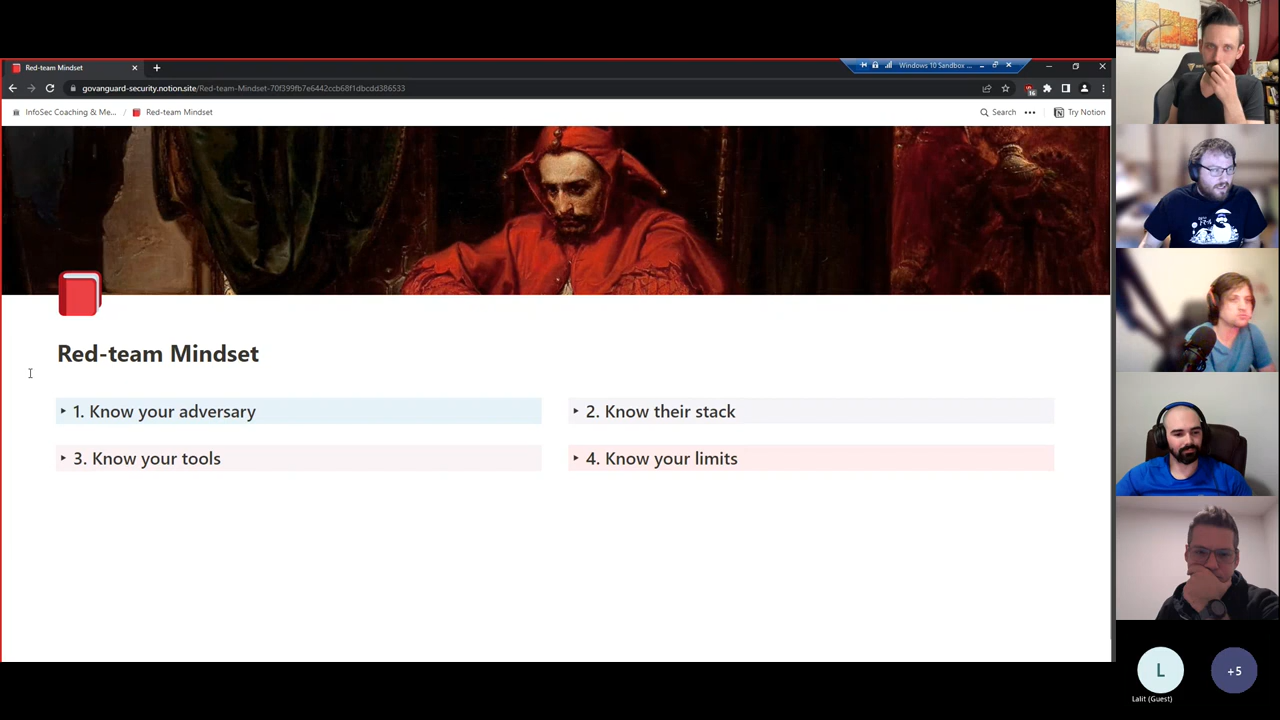 Red-team Mindset
Windows 10 Sandbox ...
govanguard-security.notion.site/Red-team-Mindset-70f399fb7e6442ccb68f1dbcdd386533
16
InfoSec Coaching & Me... / Red-team Mindset
Search
Try Notion
Red-team Mindset
1. Know your adversary
2. Know their stack
3. Know your tools
4. Know your limits
L
+5
Lalit (Guest)